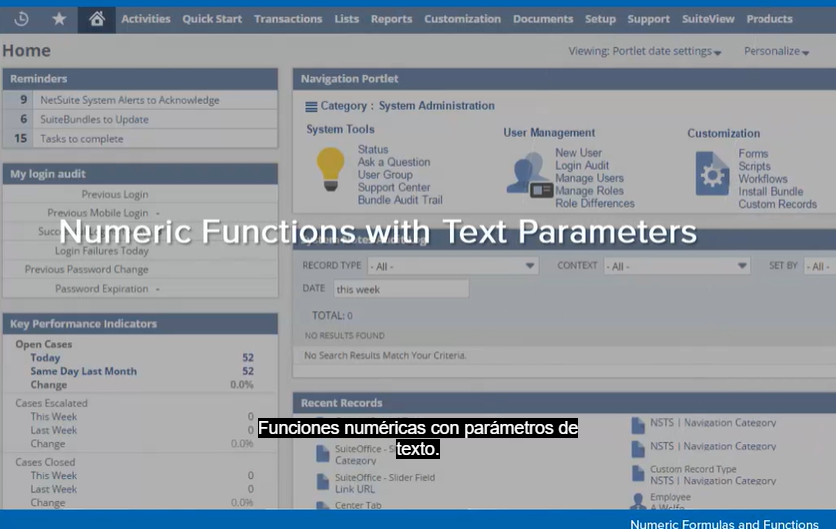 Activities Quick Start Transactions Lists Reports Customization Documents Setup Support SuiteView Products
Home
Viewing: Portlet date settings Personalize
Reminders
9 NetSuite System Alerts to Acknowledge
6 SuiteBundles to Update
15 Tasks to complete
My login audit
Previous Login
Previous Mobile Login -
Login Failures Today
Previous Password Change
Password Expiration -
Key Performance Indicators
Open Cases
Today 52
Same Day Last Month 52
Change 0.0%
Cases Escalated
This Week 0
Last Week 0
Change 0.0%
Cases Closed
This Week 0
Last Week 0
Change 0.0%
Navigation Portlet
Category : System Administration
System Tools
Status
Ask a Question
User Group
Support Center
Bundle Audit Trail
User Management
New User
Login Audit
Manage Users
Manage Roles
Role Differences
Customization
Forms
Scripts
Workflows
Install Bundle
Custom Records
Numeric Functions with Text Parameters
RECORD TYPE - All - CONTEXT - All - SET BY - All -
DATE this week
TOTAL: 0
NO RESULTS FOUND
No Search Results Match Your Criteria.
Recent Records
Funciones numéricas con parámetros de
texto.
SuiteOffice - S
Category
SuiteOffice - Slider Field
Link URL
Center Tab
NSTS | Navigation Category
NSTS | Navigation Category
Custom Record Type
NSTS | Navigation Category
Employee
Numeric Formulas and Functions